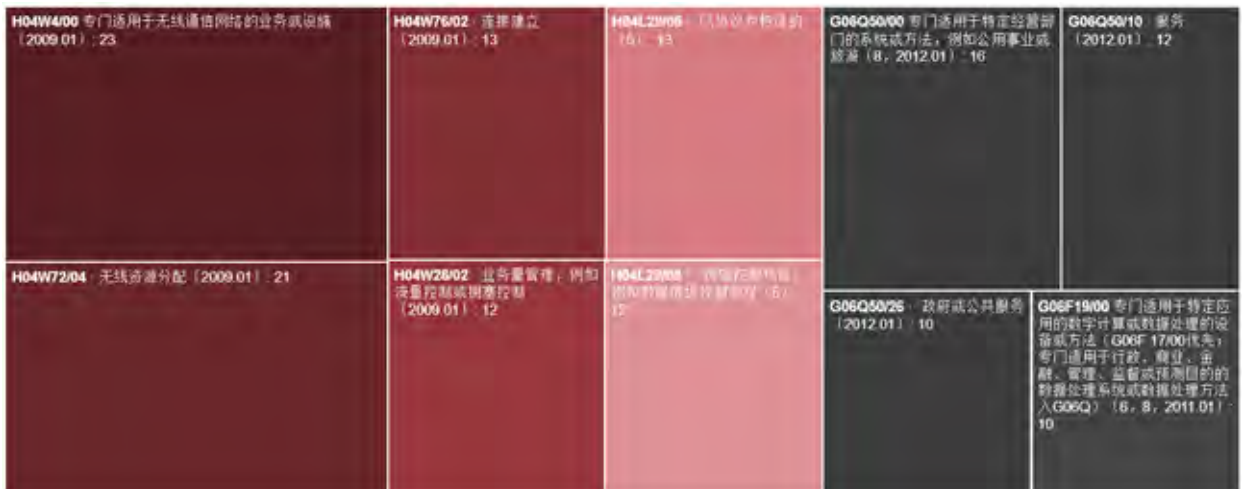 H04W4/00 专门适用于无线通信网络的业务或设施
（2009.01）: 23
H04W76/02 · 连接建立
（2009.01）: 13
H04L29/06 ·
（6）: 13
G06Q50/00 专门适用于特定经营部
门的系统或方法，例如公用事业或
旅游（8，2012.01）: 16
G06Q50/10 · 服务
（2012.01）: 12
H04W72/04 · 无线资源分配（2009.01）: 21
H04W28/02 · 业务量管理，例如
流量控制或拥塞控制
（2009.01）: 12
H04L29/08
12
G06Q50/26 · 政府或公共服务
（2012.01）: 10
G06F19/00 专门适用于特定应
用的数字计算或数据处理的设
备或方法（G06F 17/00优先；
专门适用于行政、商业、金
融、管理、监督或预测目的的
数据处理系统或数据处理方法
入G06Q）（6，8，2011.01）:
10